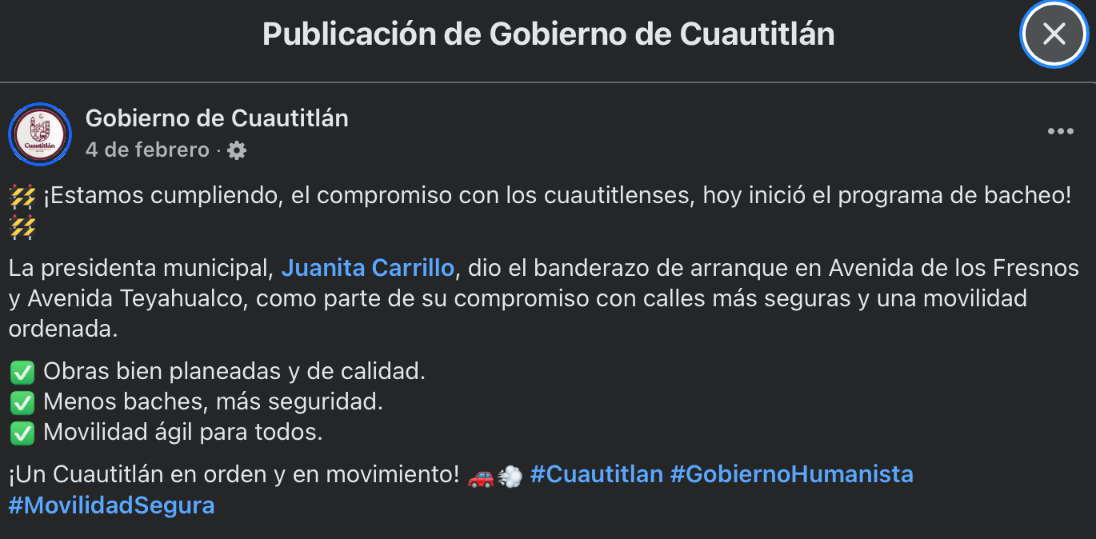 Publicación de Gobierno de Cuautitlán
Gobierno de Cuautitlán
4 de febrero ·
🚧 ¡Estamos cumpliendo, el compromiso con los cuautitlenses, hoy inició el programa de bacheo!
🚧
La presidenta municipal, Juanita Carrillo, dio el banderazo de arranque en Avenida de los Fresnos
y Avenida Teyahualco, como parte de su compromiso con calles más seguras y una movilidad
ordenada.
✅ Obras bien planeadas y de calidad.
✅ Menos baches, más seguridad.
✅ Movilidad ágil para todos.
¡Un Cuautitlán en orden y en movimiento! 🚗💨 #Cuautitlan #GobiernoHumanista
#MovilidadSegura